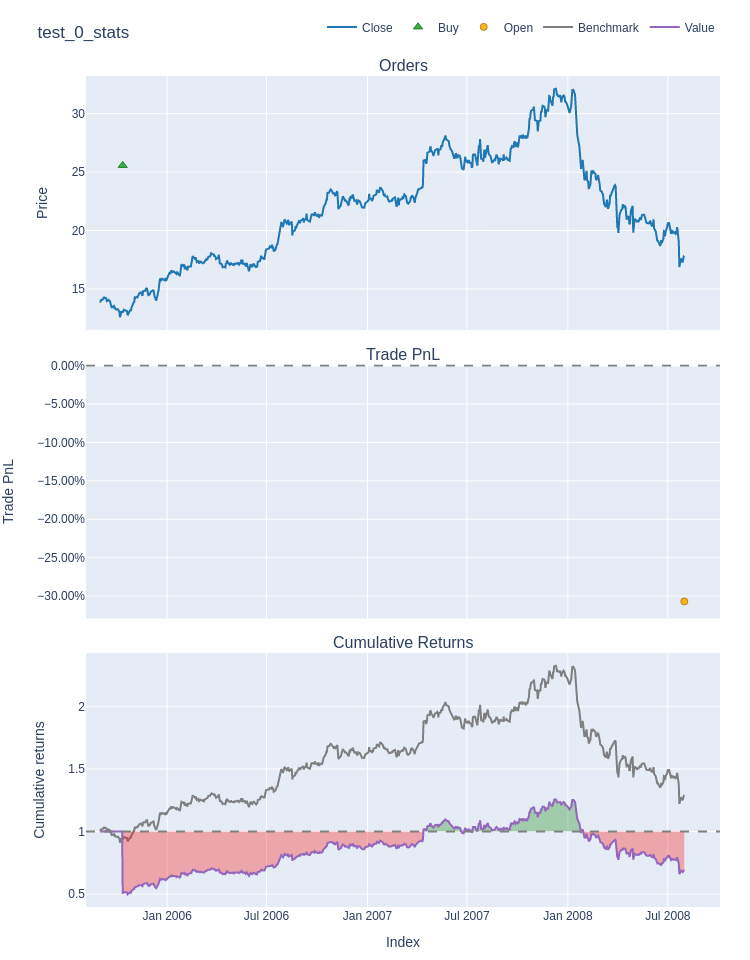 test_0_stats
Close
Buy
Open
Benchmark
Value
Orders
Price
30
25
20
15
Trade PnL
Trade PnL
0.00%
−5.00%
−10.00%
−15.00%
−20.00%
−25.00%
−30.00%
Cumulative Returns
Cumulative returns
2
1.5
1
0.5
Jan 2006
Jul 2006
Jan 2007
Jul 2007
Jan 2008
Jul 2008
Index